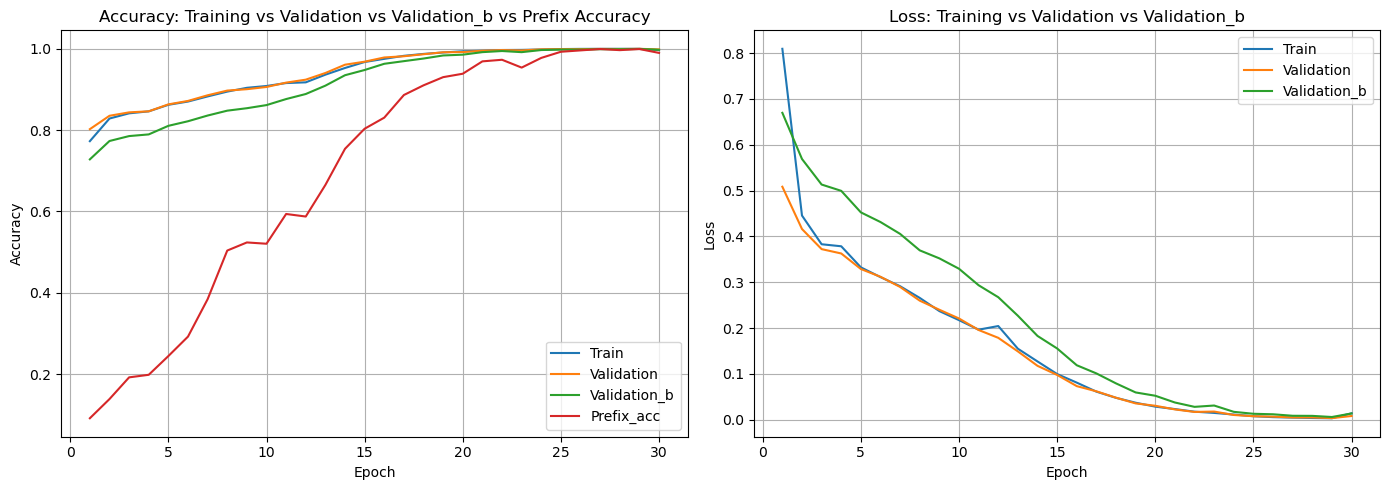 Accuracy: Training vs Validation vs Validation_b vs Prefix Accuracy
1.0
0.8
0.6
0.4
0.2
Accuracy
0
5
10
15
20
25
30
Epoch
Train
Validation
Validation_b
Prefix_acc
Loss: Training vs Validation vs Validation_b
0.8
0.7
0.6
0.5
0.4
0.3
0.2
0.1
0.0
Loss
0
5
10
15
20
25
30
Epoch
Train
Validation
Validation_b